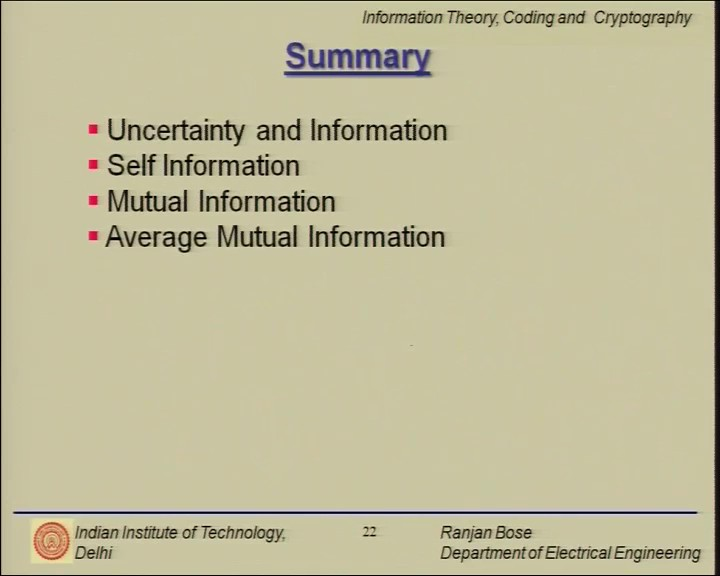 Information Theory, Coding and Cryptography
Summary
Uncertainty and Information
Self Information
Mutual Information
Average Mutual Information
Indian Institute of Technology,
Delhi
22
Ranjan Bose
Department of Electrical Engineering